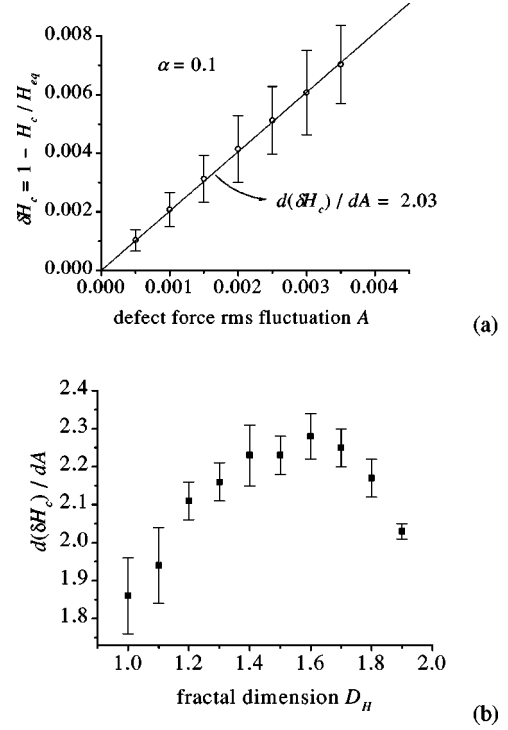 0.008
0.006
0.004
0.002
0.000
δH_c = 1 - H_c / H_eq
α = 0.1
d(δH_c) / dA = 2.03
0.000 0.001 0.002 0.003 0.004
defect force rms fluctuation A
(a)
2.4
2.3
2.2
2.1
2.0
1.9
1.8
d(δH_c) / dA
1.0 1.2 1.4 1.6 1.8 2.0
fractal dimension D_H
(b)